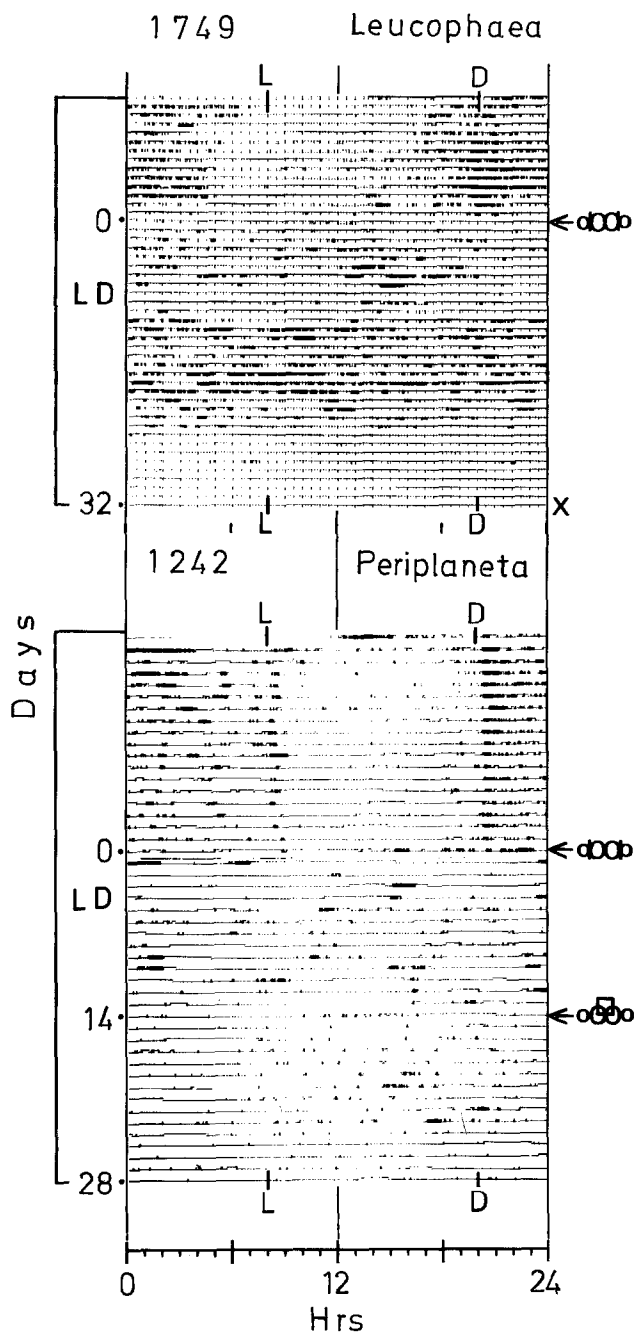 1749 Leucophaea
L D
0
LD
32 X
L D
1242 Periplaneta
L D
0
LD
14
28
L D
Days
0 12 24
Hrs